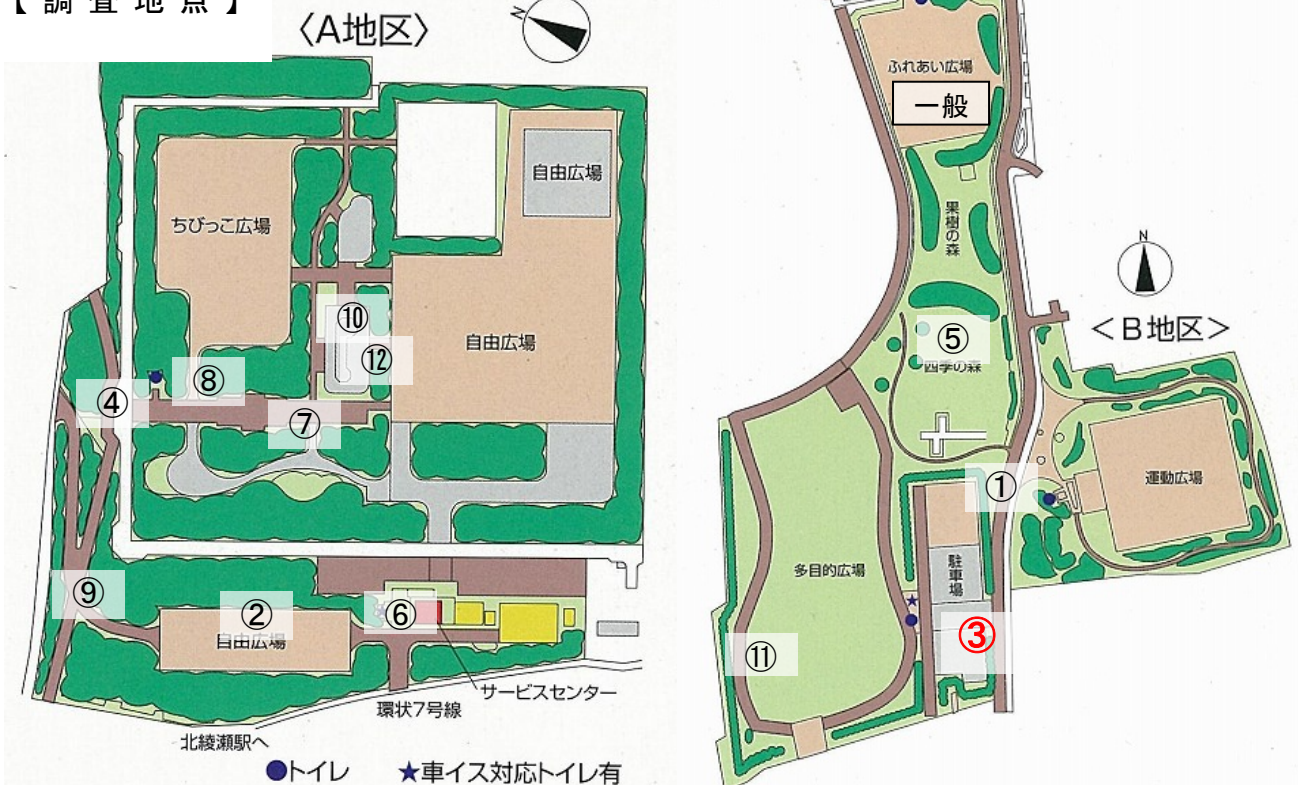 【調査地点】
〈A地区〉
N
自由広場
ちびっこ広場
⑩
自由広場
⑫
⑧
④
⑦
⑨
②
自由広場
⑥
サービスセンター
環状7号線
北綾瀬駅へ
●トイレ ★車イス対応トイレ有
ふれあい広場
一般
果樹の森
N
<B地区>
⑤
四季の森
①
運動広場
多目的広場
駐車場
③
⑪